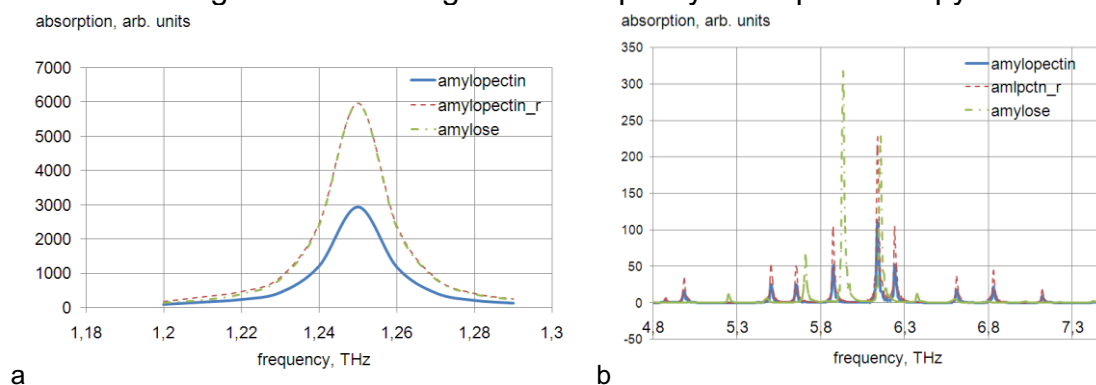 absorption, arb. units
7000
6000
5000
4000
3000
2000
1000
0
1,18
1,2
1,22
1,24
1,26
1,28
1,3
amylopectin
amylopectin_r
amylose
frequency, THz
a
absorption, arb. units
350
300
250
200
150
100
50
0
-50
4,8
5,3
5,8
6,3
6,8
7,3
amylopectin
amlpctn_r
amylose
frequency, THz
b